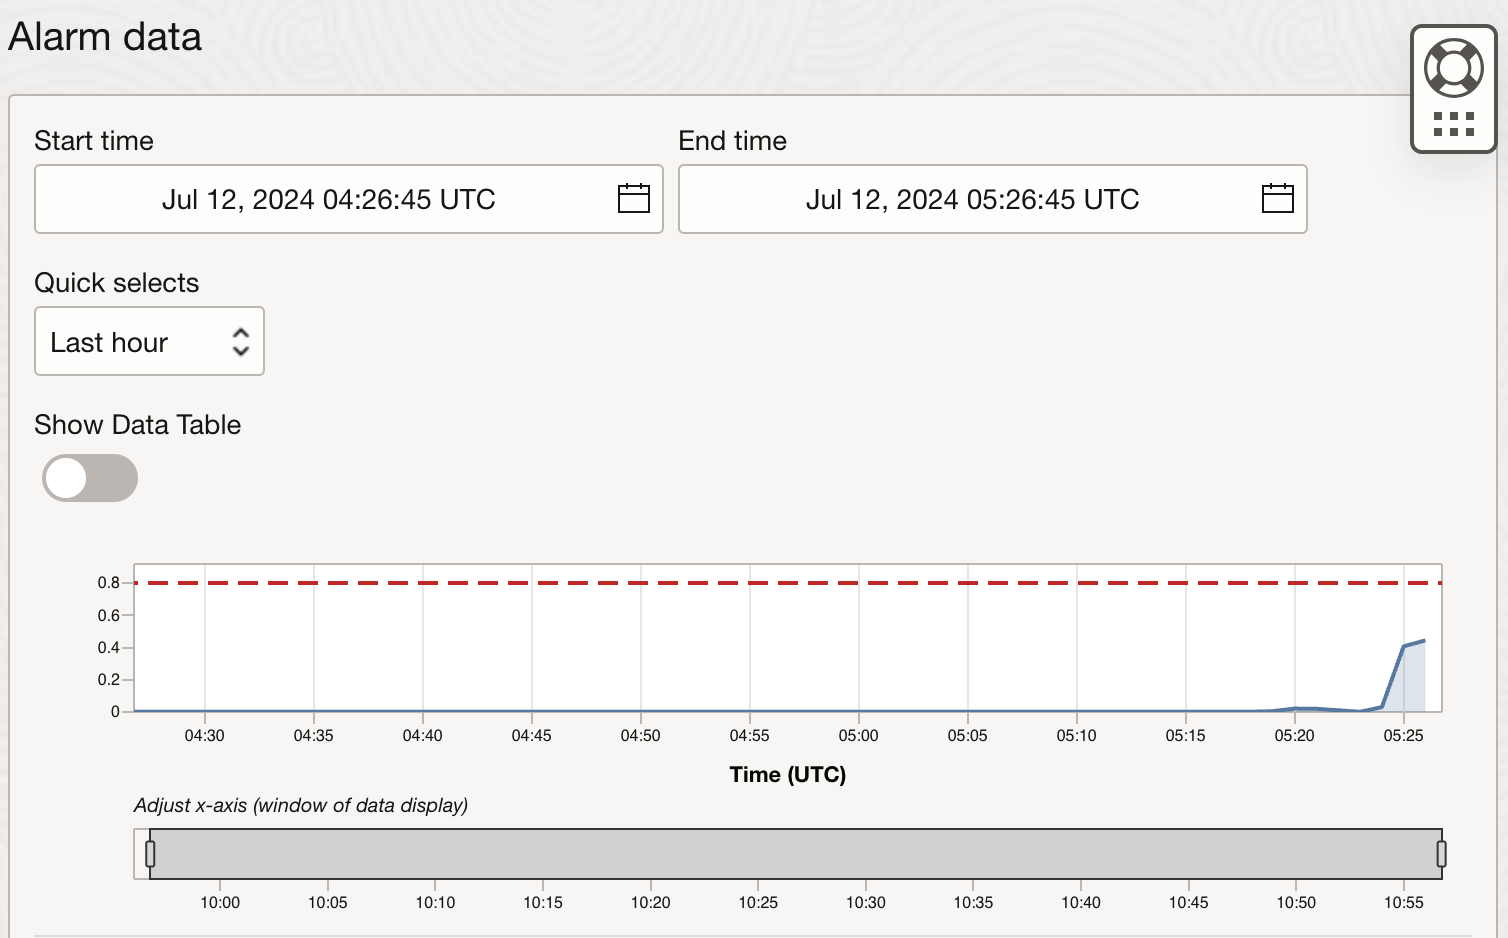 Alarm data
Start time
End time
Jul 12, 2024 04:26:45 UTC
Jul 12, 2024 05:26:45 UTC
Quick selects
Last hour
Show Data Table
0.8
0.6
0.4
0.2
0
04:30 04:35 04:40 04:45 04:50 04:55 05:00 05:05 05:10 05:15 05:20 05:25
Time (UTC)
Adjust x-axis (window of data display)
10:00 10:05 10:10 10:15 10:20 10:25 10:30 10:35 10:40 10:45 10:50 10:55